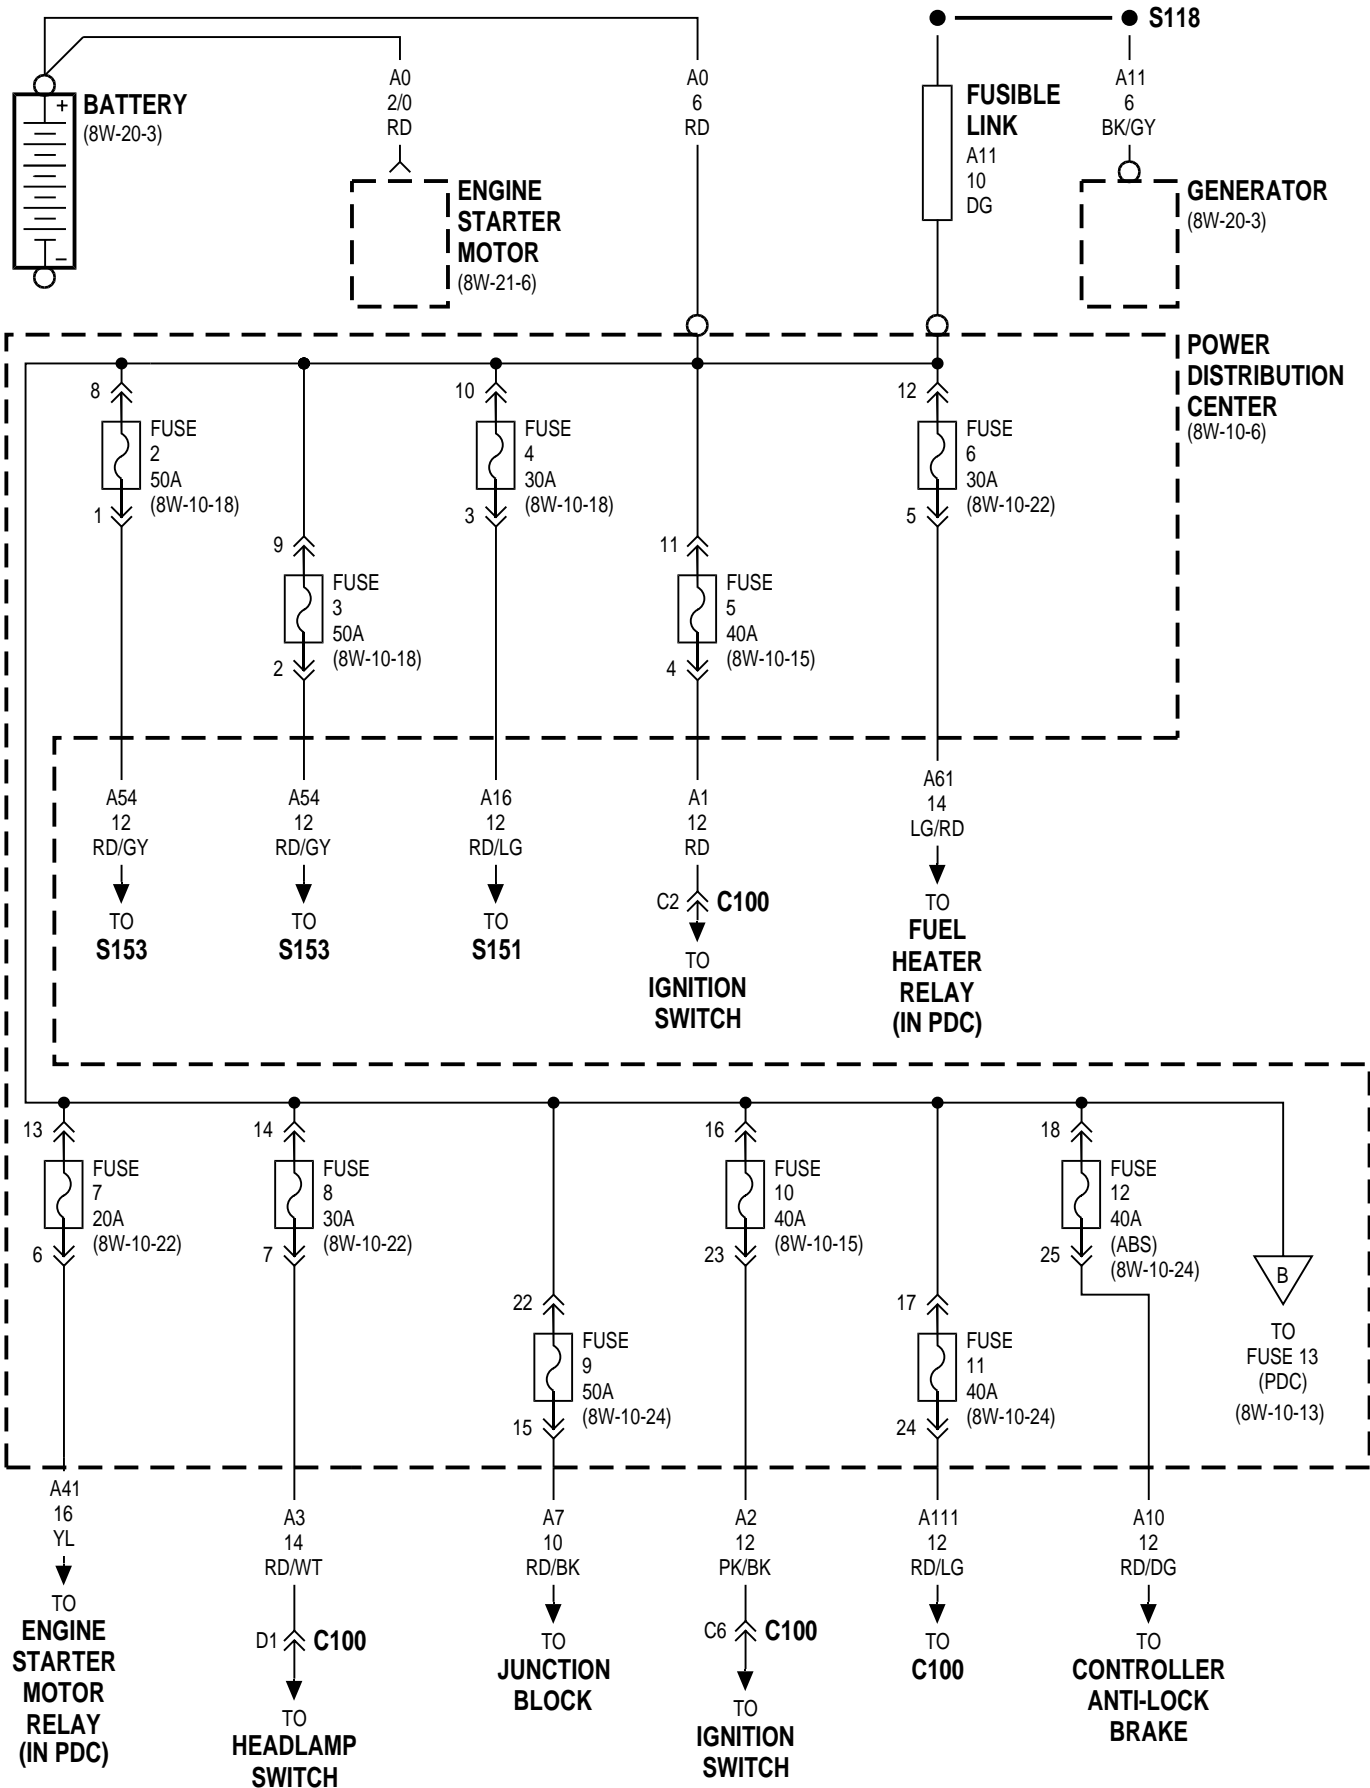 S118
A0
2/0
RD
A0
6
RD
A11
6
BK/GY
+
BATTERY
(8W-20-3)
–
FUSIBLE
LINK
A11
10
DG
ENGINE
STARTER
MOTOR
(8W-21-6)
GENERATOR
(8W-20-3)
POWER
DISTRIBUTION
CENTER
(8W-10-6)
8
FUSE
2
50A
(8W-10-18)
1
9
FUSE
3
50A
(8W-10-18)
2
10
FUSE
4
30A
(8W-10-18)
3
11
FUSE
5
40A
(8W-10-15)
4
12
FUSE
6
30A
(8W-10-22)
5
A54
12
RD/GY
TO
S153
A54
12
RD/GY
TO
S153
A16
12
RD/LG
TO
S151
A1
12
RD
C2
C100
TO
IGNITION
SWITCH
A61
14
LG/RD
TO
FUEL
HEATER
RELAY
(IN PDC)
13
FUSE
7
20A
(8W-10-22)
6
14
FUSE
8
30A
(8W-10-22)
7
22
FUSE
9
50A
(8W-10-24)
15
16
FUSE
10
40A
(8W-10-15)
23
17
FUSE
11
40A
(8W-10-24)
24
18
FUSE
12
40A
(ABS)
(8W-10-24)
25
B
TO
FUSE 13
(PDC)
(8W-10-13)
A41
16
YL
TO
ENGINE
STARTER
MOTOR
RELAY
(IN PDC)
A3
14
RD/WT
D1
C100
TO
HEADLAMP
SWITCH
A7
10
RD/BK
TO
JUNCTION
BLOCK
A2
12
PK/BK
C6
C100
TO
IGNITION
SWITCH
A111
12
RD/LG
TO
C100
A10
12
RD/DG
TO
CONTROLLER
ANTI-LOCK
BRAKE